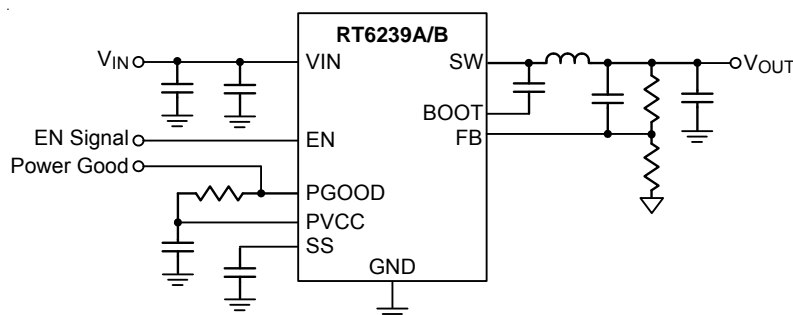 RT6239A/B
VIN
VIN
SW
VOUT
BOOT
EN Signal
EN
FB
Power Good
PGOOD
PVCC
SS
GND